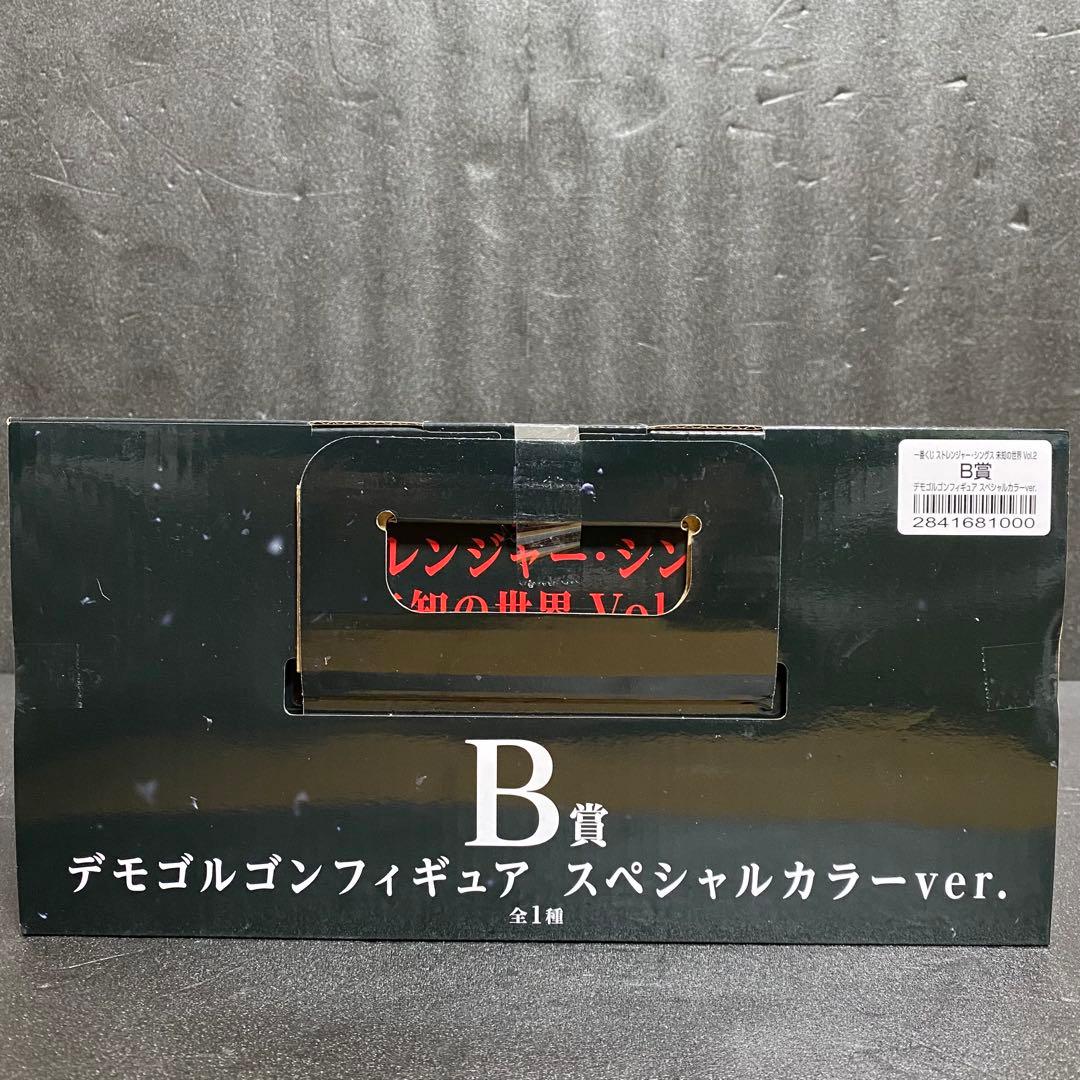 一番くじ ストレンジャー・シングス 未知の世界 Vol.2
B賞
デモゴルゴンフィギュア スペシャルカラーver.
2841681000
レンジャー・シン
知の世界 Vol.
B賞
デモゴルゴンフィギュア スペシャルカラーver.
全1種